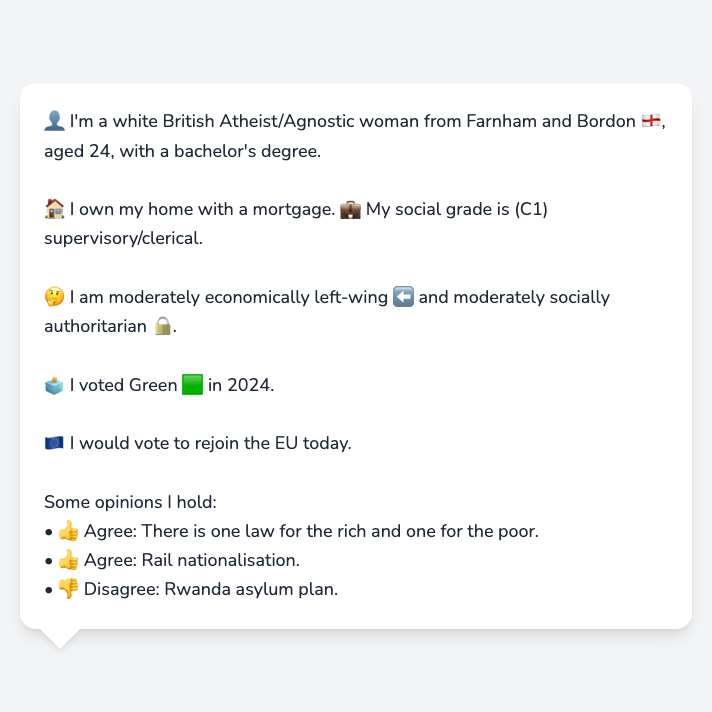 👤 I'm a white British Atheist/Agnostic woman from Farnham and Bordon 🏴󠁧󠁢󠁥󠁮󠁧󠁿,
aged 24, with a bachelor's degree.
🏠 I own my home with a mortgage. 💼 My social grade is (C1)
supervisory/clerical.
🤔 I am moderately economically left-wing ⬅️ and moderately socially
authoritarian 🔒.
🗳️ I voted Green 🟩 in 2024.
🇪🇺 I would vote to rejoin the EU today.
Some opinions I hold:
• 👍 Agree: There is one law for the rich and one for the poor.
• 👍 Agree: Rail nationalisation.
• 👎 Disagree: Rwanda asylum plan.